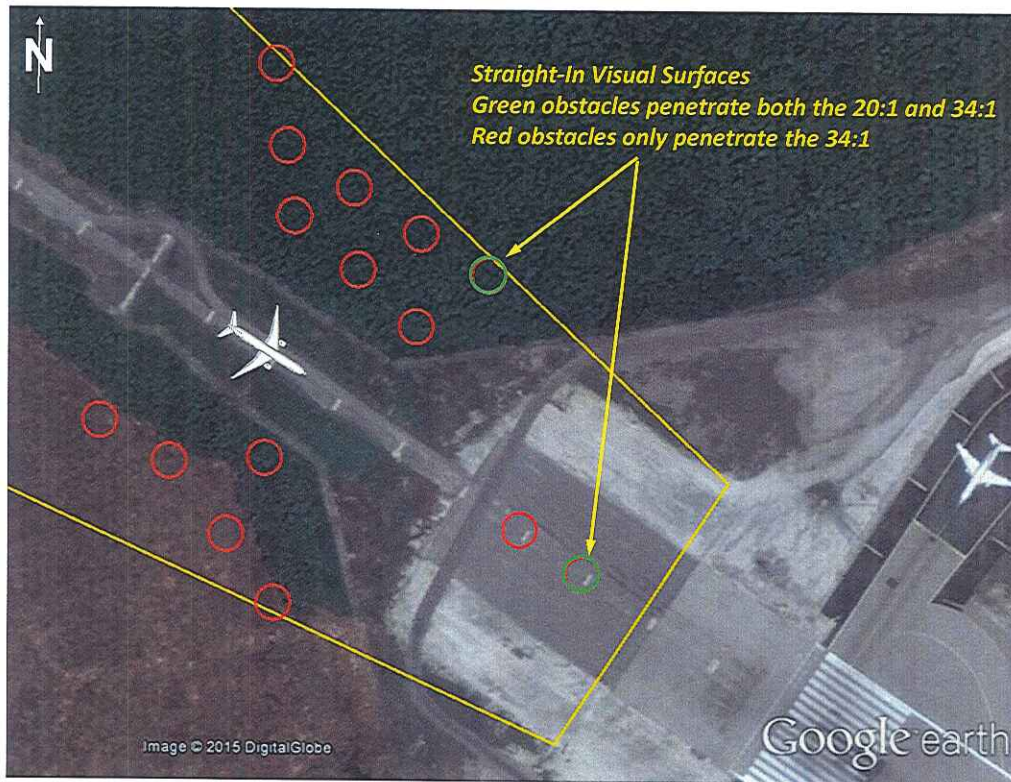 N
Straight-In Visual Surfaces
Green obstacles penetrate both the 20:1 and 34:1
Red obstacles only penetrate the 34:1
Image © 2015 DigitalGlobe
Google earth